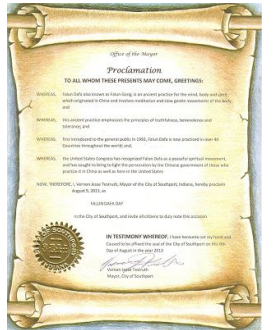 Office of the Mayor
Proclamation
TO ALL WHOM THESE PRESENTS MAY COME, GREETINGS:
WHEREAS, Falun Dafa also known as Falun Gong, is an ancient practice for the mind, body and spirit
which originated in China and involves meditation and slow gentle movements of the body,
and
WHEREAS, this ancient practice emphasizes the principles of truthfulness, benevolence and
tolerance; and
WHEREAS, first introduced to the general public in 1992, Falun Dafa is now practiced in over
Countries throughout the world; and
WHEREAS, the United States Congress has recognized Falun Dafa as a peaceful spiritual movement,
and has sought to bring to light the persecution by the Chinese government of those who
practice it in China as well as here in the United States
NOW, THEREFORE, I, Vernon Jesse Testruth, Mayor of the City of Southport, Indiana, hereby proclaim
August as
FALUN DAFA DAY
in the City of Southport, and invite all citizens to duly note this occasion
IN TESTIMONY WHEREOF, I have hereunto set my hand and
Caused to be affixed the seal of the City of Southport on this
Day of August in the year
Vernon Jesse Testruth
Mayor, City of Southport